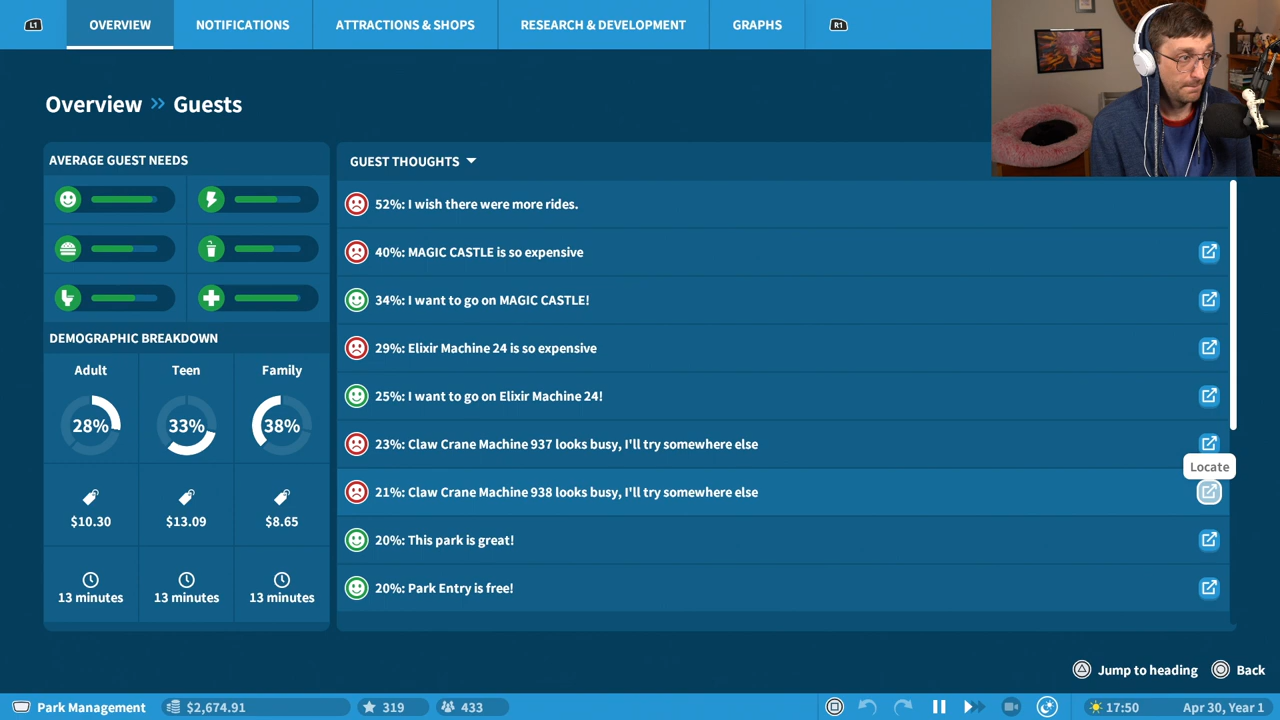 L1
OVERVIEW
NOTIFICATIONS
ATTRACTIONS & SHOPS
RESEARCH & DEVELOPMENT
GRAPHS
R1
Overview » Guests
AVERAGE GUEST NEEDS
GUEST THOUGHTS
52%: I wish there were more rides.
40%: MAGIC CASTLE is so expensive
34%: I want to go on MAGIC CASTLE!
29%: Elixir Machine 24 is so expensive
25%: I want to go on Elixir Machine 24!
23%: Claw Crane Machine 937 looks busy, I'll try somewhere else
Locate
21%: Claw Crane Machine 938 looks busy, I'll try somewhere else
20%: This park is great!
20%: Park Entry is free!
DEMOGRAPHIC BREAKDOWN
Adult Teen Family
28% 33% 38%
$10.30 $13.09 $8.65
13 minutes 13 minutes 13 minutes
Jump to heading Back
Park Management $2,674.91 319 433 17:50 Apr 30, Year 1